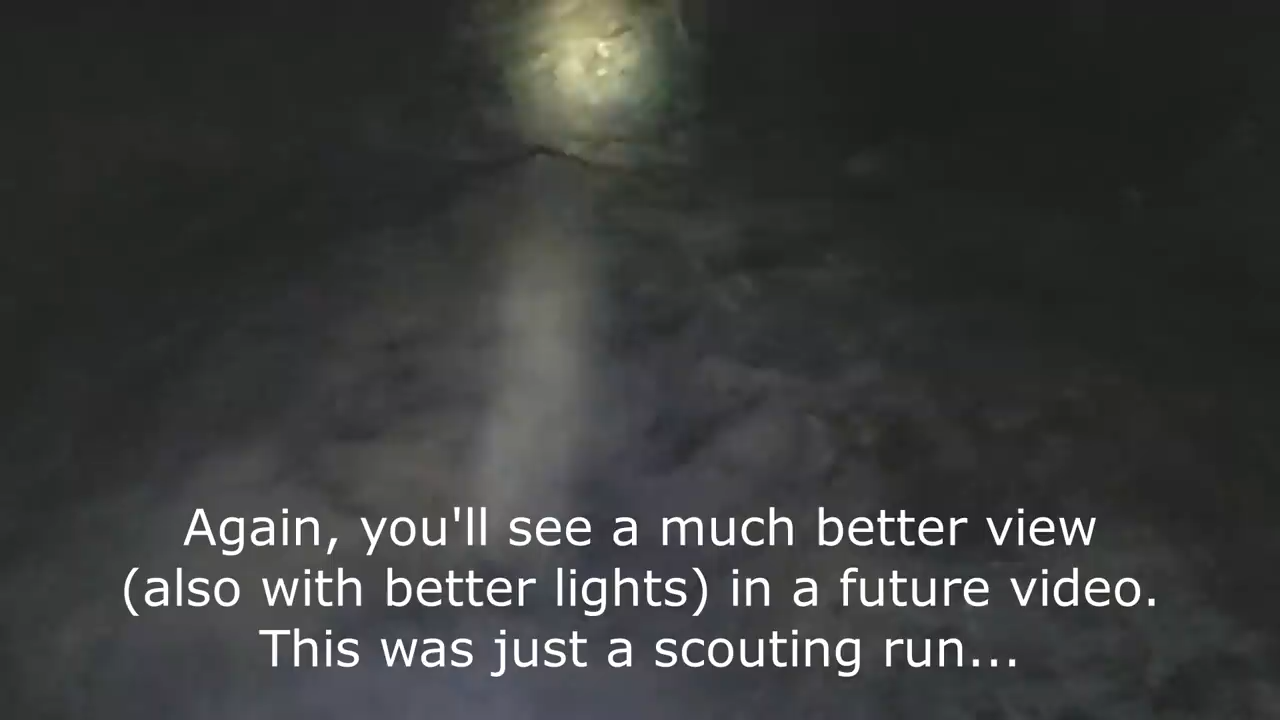 Again, you'll see a much better view
(also with better lights) in a future video.
This was just a scouting run...